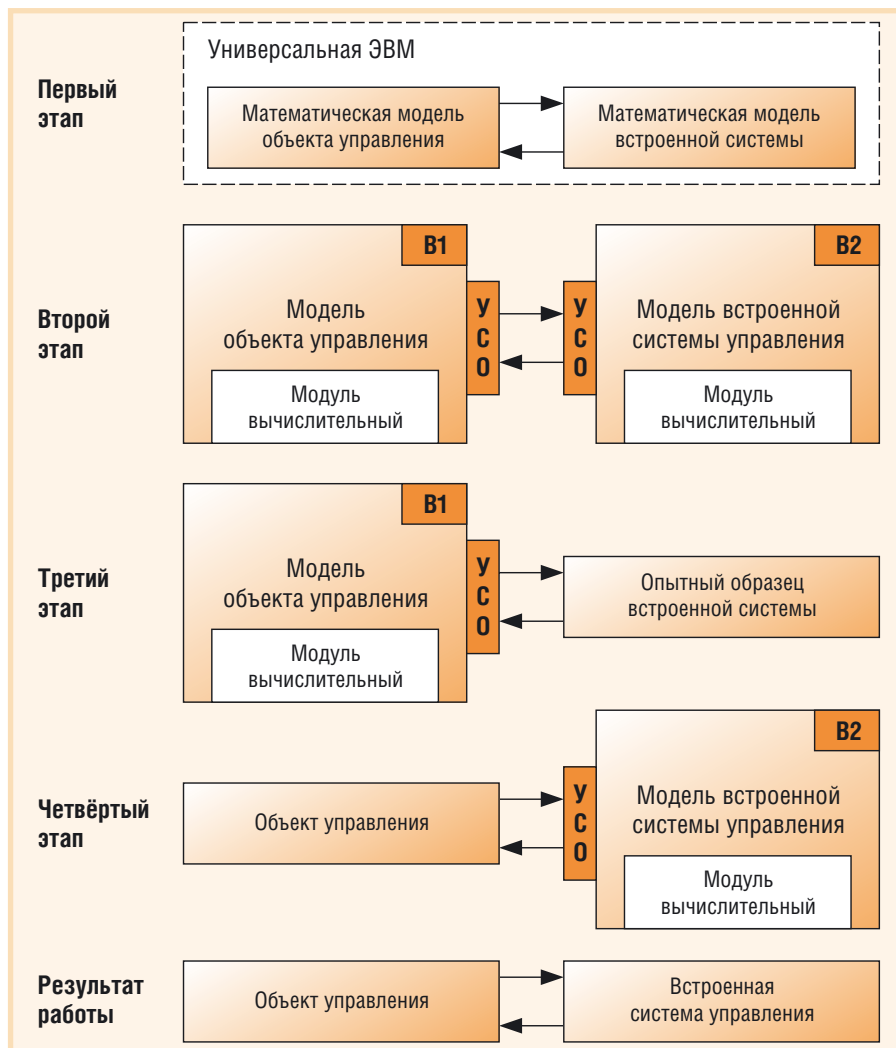 Универсальная ЭВМ
Первый
этап
Математическая модель
объекта управления
Математическая модель
встроенной системы
Второй
этап
В1
Модель
объекта управления
Модуль
вычислительный
У
С
О
У
С
О
В2
Модель встроенной
системы управления
Модуль
вычислительный
Третий
этап
В1
Модель
объекта управления
Модуль
вычислительный
У
С
О
Опытный образец
встроенной системы
Четвёртый
этап
Объект управления
У
С
О
В2
Модель встроенной
системы управления
Модуль
вычислительный
Результат
работы
Объект управления
Встроенная
система управления